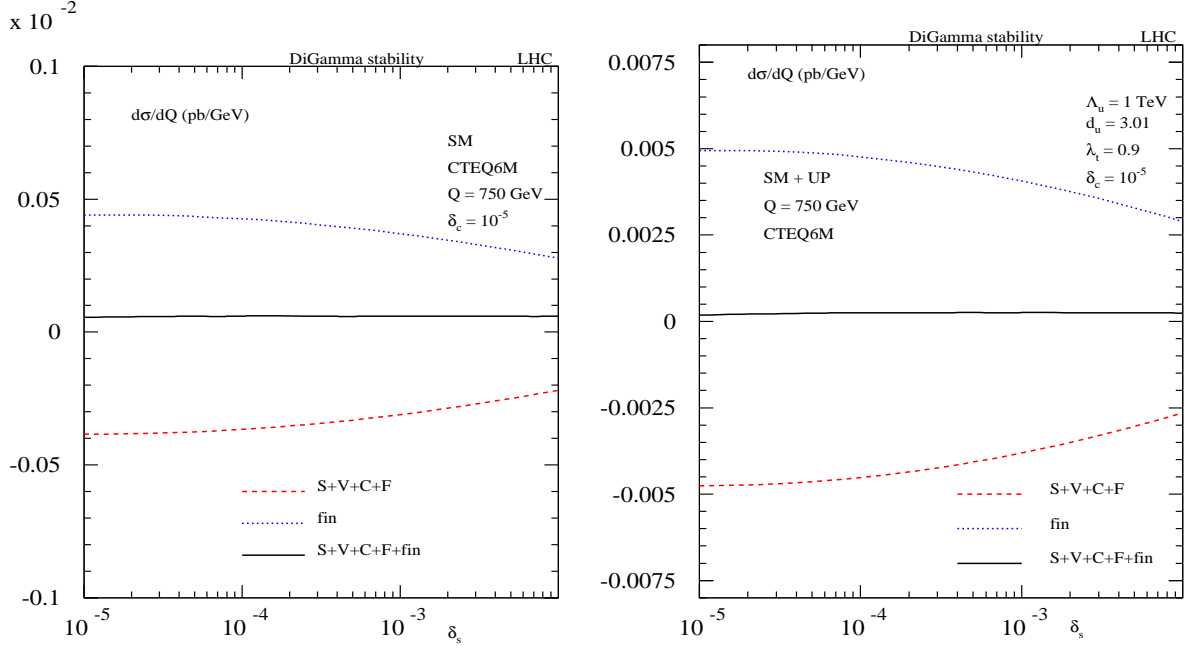 x 10 -2
DiGamma stability LHC
0.1
0.05
0
-0.05
-0.1
dσ/dQ (pb/GeV)
SM
CTEQ6M
Q = 750 GeV
δc = 10-5
S+V+C+F
fin
S+V+C+F+fin
10 -5 10 -4 10 -3
δs
DiGamma stability LHC
0.0075
0.005
0.0025
0
-0.0025
-0.005
-0.0075
dσ/dQ (pb/GeV)
Λu = 1 TeV
du = 3.01
λt = 0.9
δc = 10-5
SM + UP
Q = 750 GeV
CTEQ6M
S+V+C+F
fin
S+V+C+F+fin
10 -5 10 -4 10 -3
δs